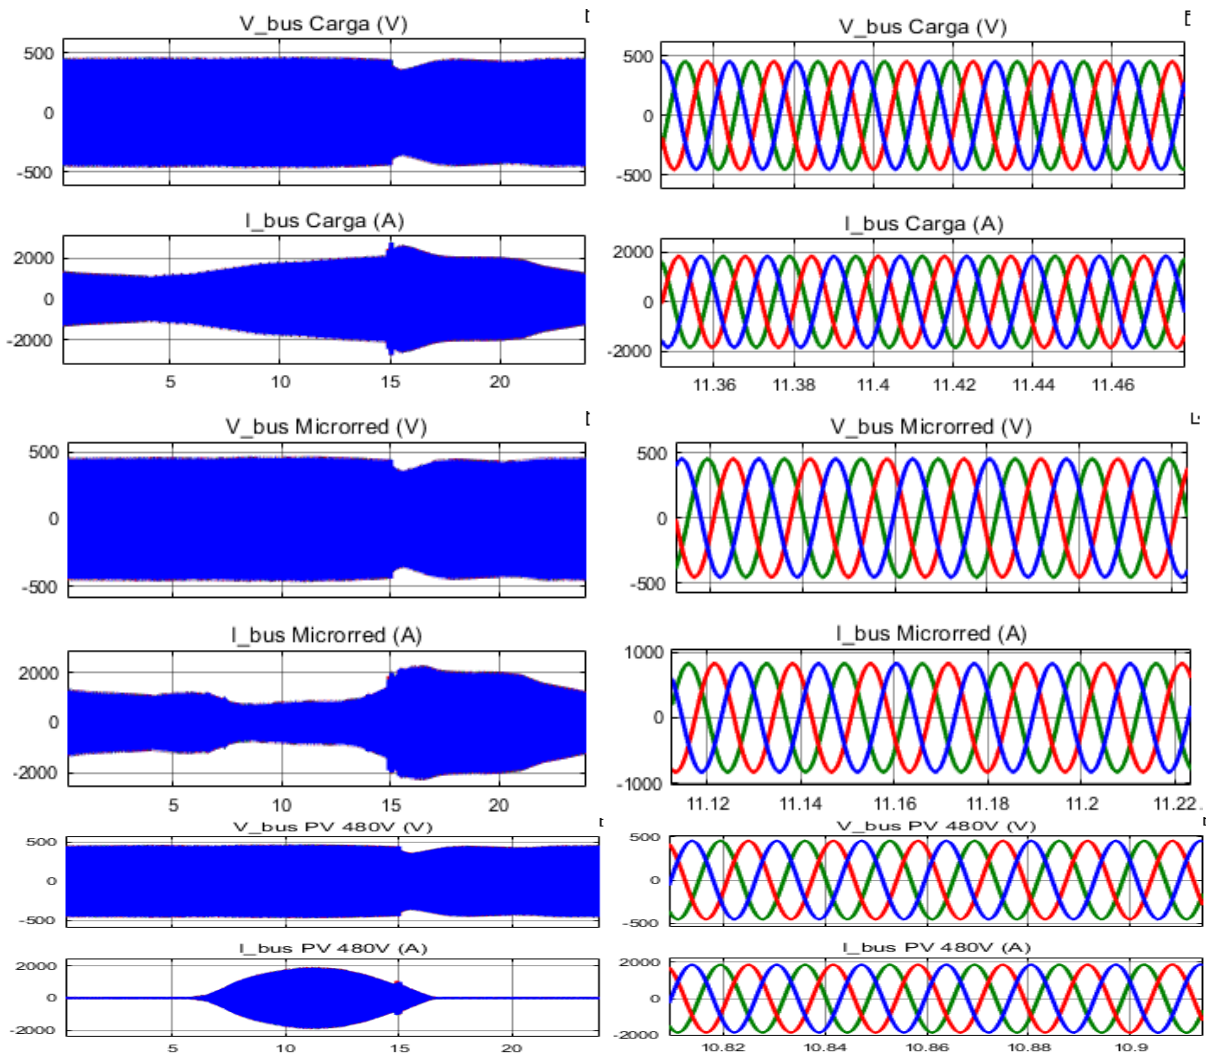 V_bus Carga (V)
500
0
-500
I_bus Carga (A)
2000
0
-2000
5 10 15 20
V_bus Carga (V)
500
0
-500
I_bus Carga (A)
2000
0
-2000
11.36 11.38 11.4 11.42 11.44 11.46
V_bus Microrred (V)
500
0
-500
I_bus Microrred (A)
2000
0
-2000
5 10 15 20
V_bus Microrred (V)
500
0
-500
I_bus Microrred (A)
1000
0
-1000
11.12 11.14 11.16 11.18 11.2 11.22
V_bus PV 480V (V)
500
0
-500
I_bus PV 480V (A)
2000
0
-2000
5 10 15 20
V_bus PV 480V (V)
500
0
-500
I_bus PV 480V (A)
2000
0
-2000
10.82 10.84 10.86 10.88 10.9